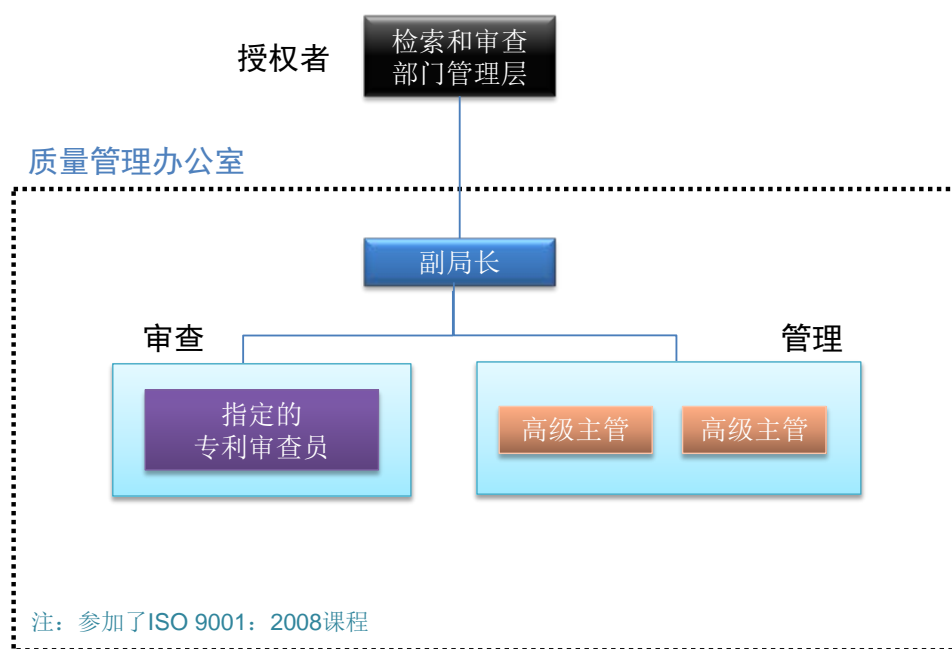 授权者
检索和审查
部门管理层
质量管理办公室
副局长
审查
管理
指定的
专利审查员
高级主管
高级主管
注：参加了ISO 9001：2008课程